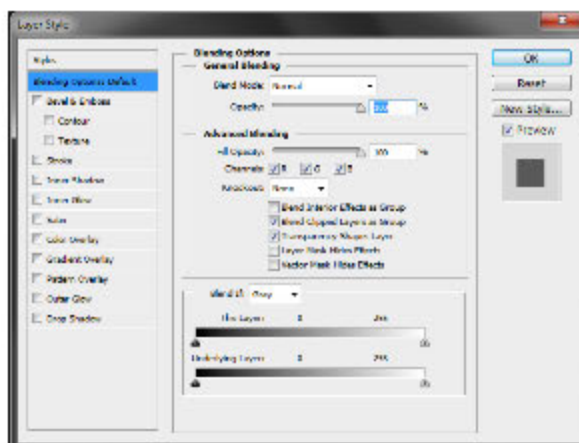 Layer Style
Styles
Blending Options: Default
Bevel & Emboss
Contour
Texture
Stroke
Inner Shadow
Inner Glow
Satin
Color Overlay
Gradient Overlay
Pattern Overlay
Outer Glow
Drop Shadow
Blending Options
General Blending
Blend Mode: Normal
Opacity: 100 %
Advanced Blending
Fill Opacity: 100 %
Channels: R G B
Knockout: None
Blend Interior Effects as Group
Blend Clipped Layers as Group
Transparency Shapes Layer
Layer Mask Hides Effects
Vector Mask Hides Effects
Blend If: Gray
This Layer: 0 255
Underlying Layer: 0 255
OK
Reset
New Style...
Preview